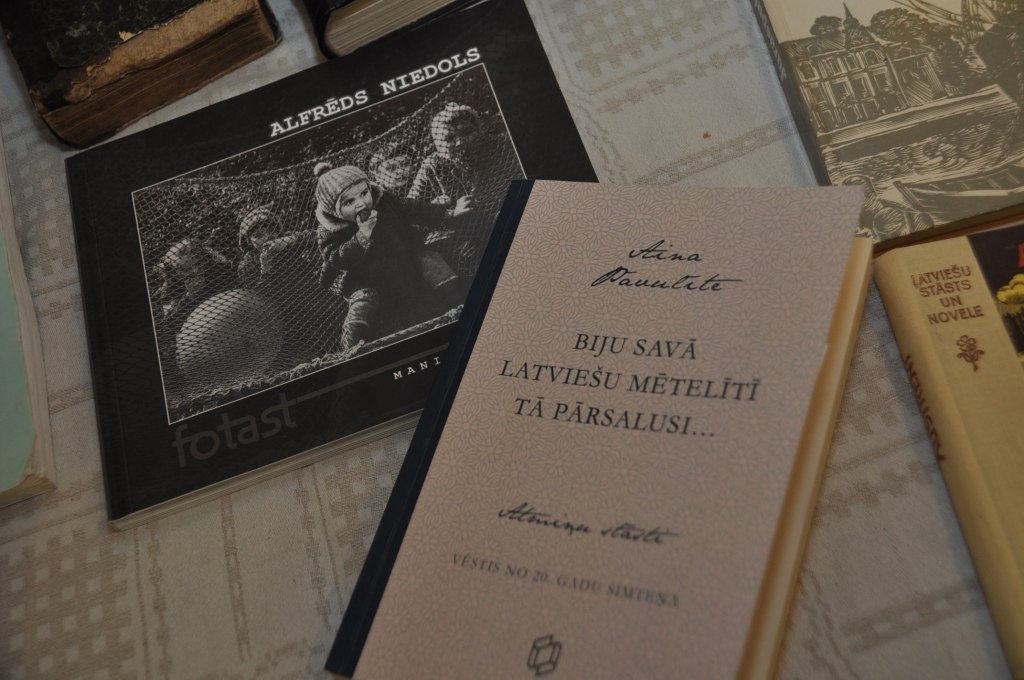 ALFRĒDS NIEDOLS
MANI
fotast
Aina
Pavulīte
BIJU SAVĀ
LATVIEŠU MĒTELĪTĪ
TĀ PĀRSALUSI...
Atmiņu stāsti
VĒSTIS NO 20. GADU SIMTEŅA
LATVIEŠU
STĀSTS
UN
NOVELE